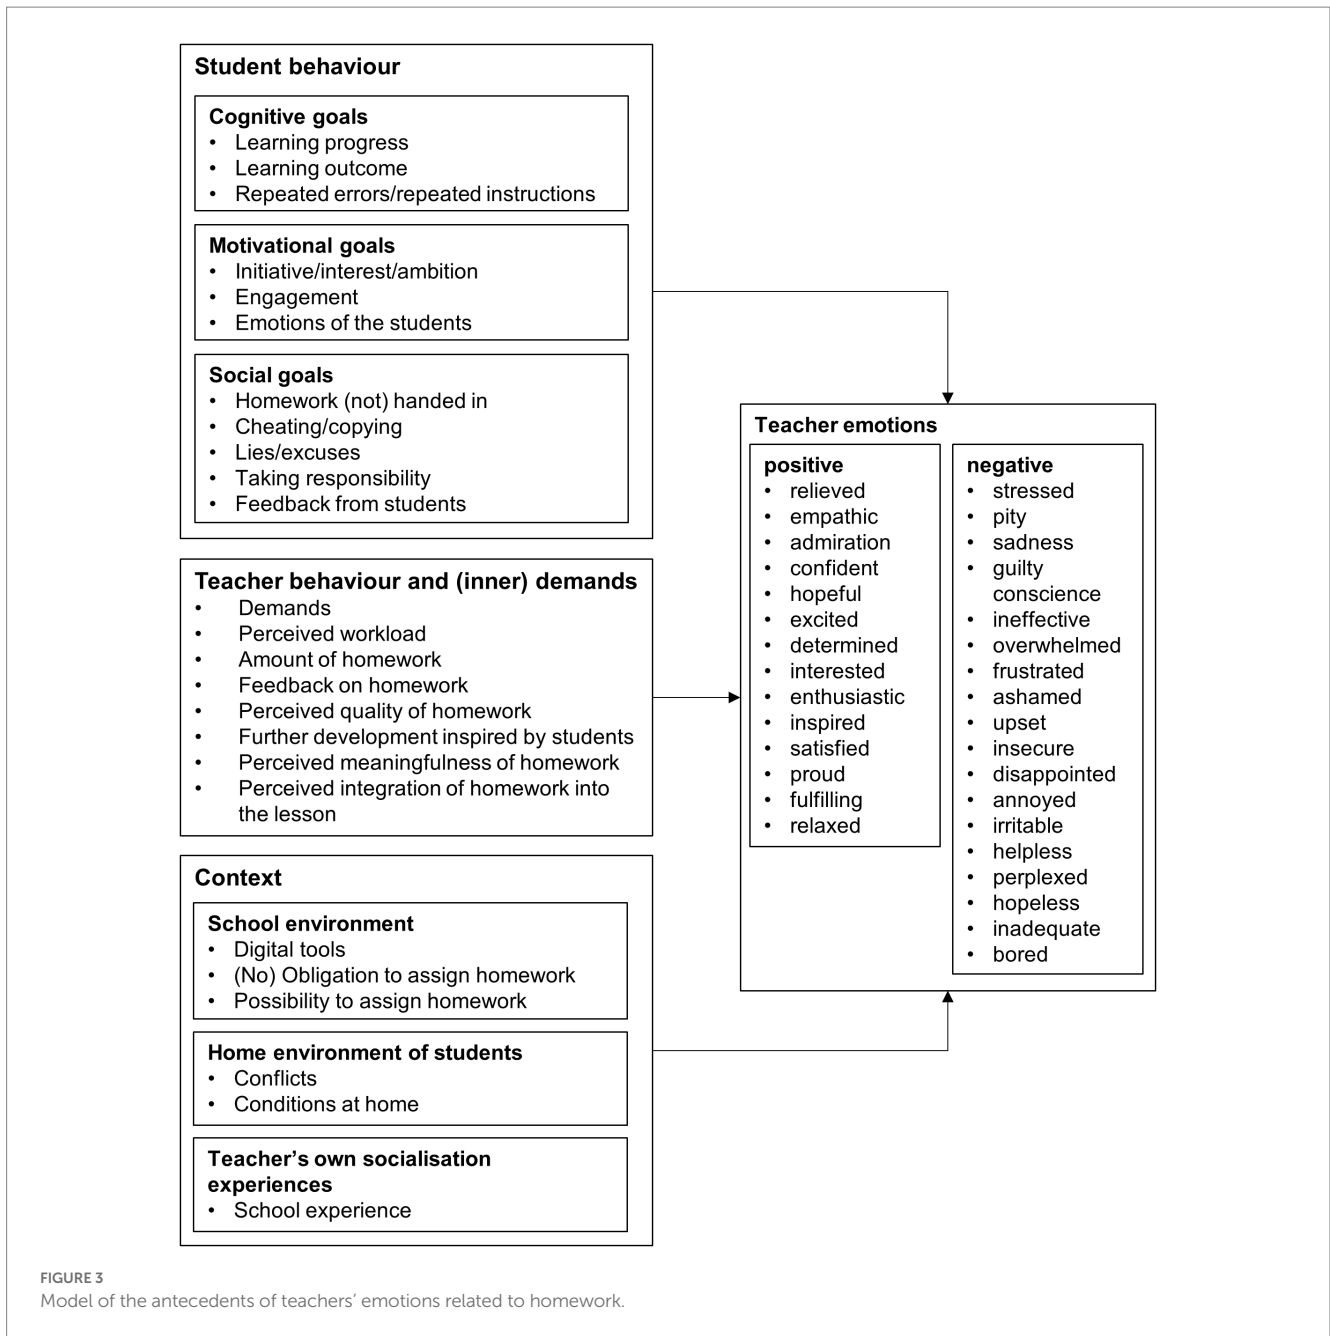 Student behaviour
Cognitive goals
• Learning progress
• Learning outcome
• Repeated errors/repeated instructions
Motivational goals
• Initiative/interest/ambition
• Engagement
• Emotions of the students
Social goals
• Homework (not) handed in
• Cheating/copying
• Lies/excuses
• Taking responsibility
• Feedback from students
Teacher behaviour and (inner) demands
• Demands
• Perceived workload
• Amount of homework
• Feedback on homework
• Perceived quality of homework
• Further development inspired by students
• Perceived meaningfulness of homework
• Perceived integration of homework into
the lesson
Context
School environment
• Digital tools
• (No) Obligation to assign homework
• Possibility to assign homework
Home environment of students
• Conflicts
• Conditions at home
Teacher’s own socialisation
experiences
• School experience
Teacher emotions
positive
• relieved
• empathic
• admiration
• confident
• hopeful
• excited
• determined
• interested
• enthusiastic
• inspired
• satisfied
• proud
• fulfilling
• relaxed
negative
• stressed
• pity
• sadness
• guilty
conscience
• ineffective
• overwhelmed
• frustrated
• ashamed
• upset
• insecure
• disappointed
• annoyed
• irritable
• helpless
• perplexed
• hopeless
• inadequate
• bored
FIGURE 3
Model of the antecedents of teachers’ emotions related to homework.